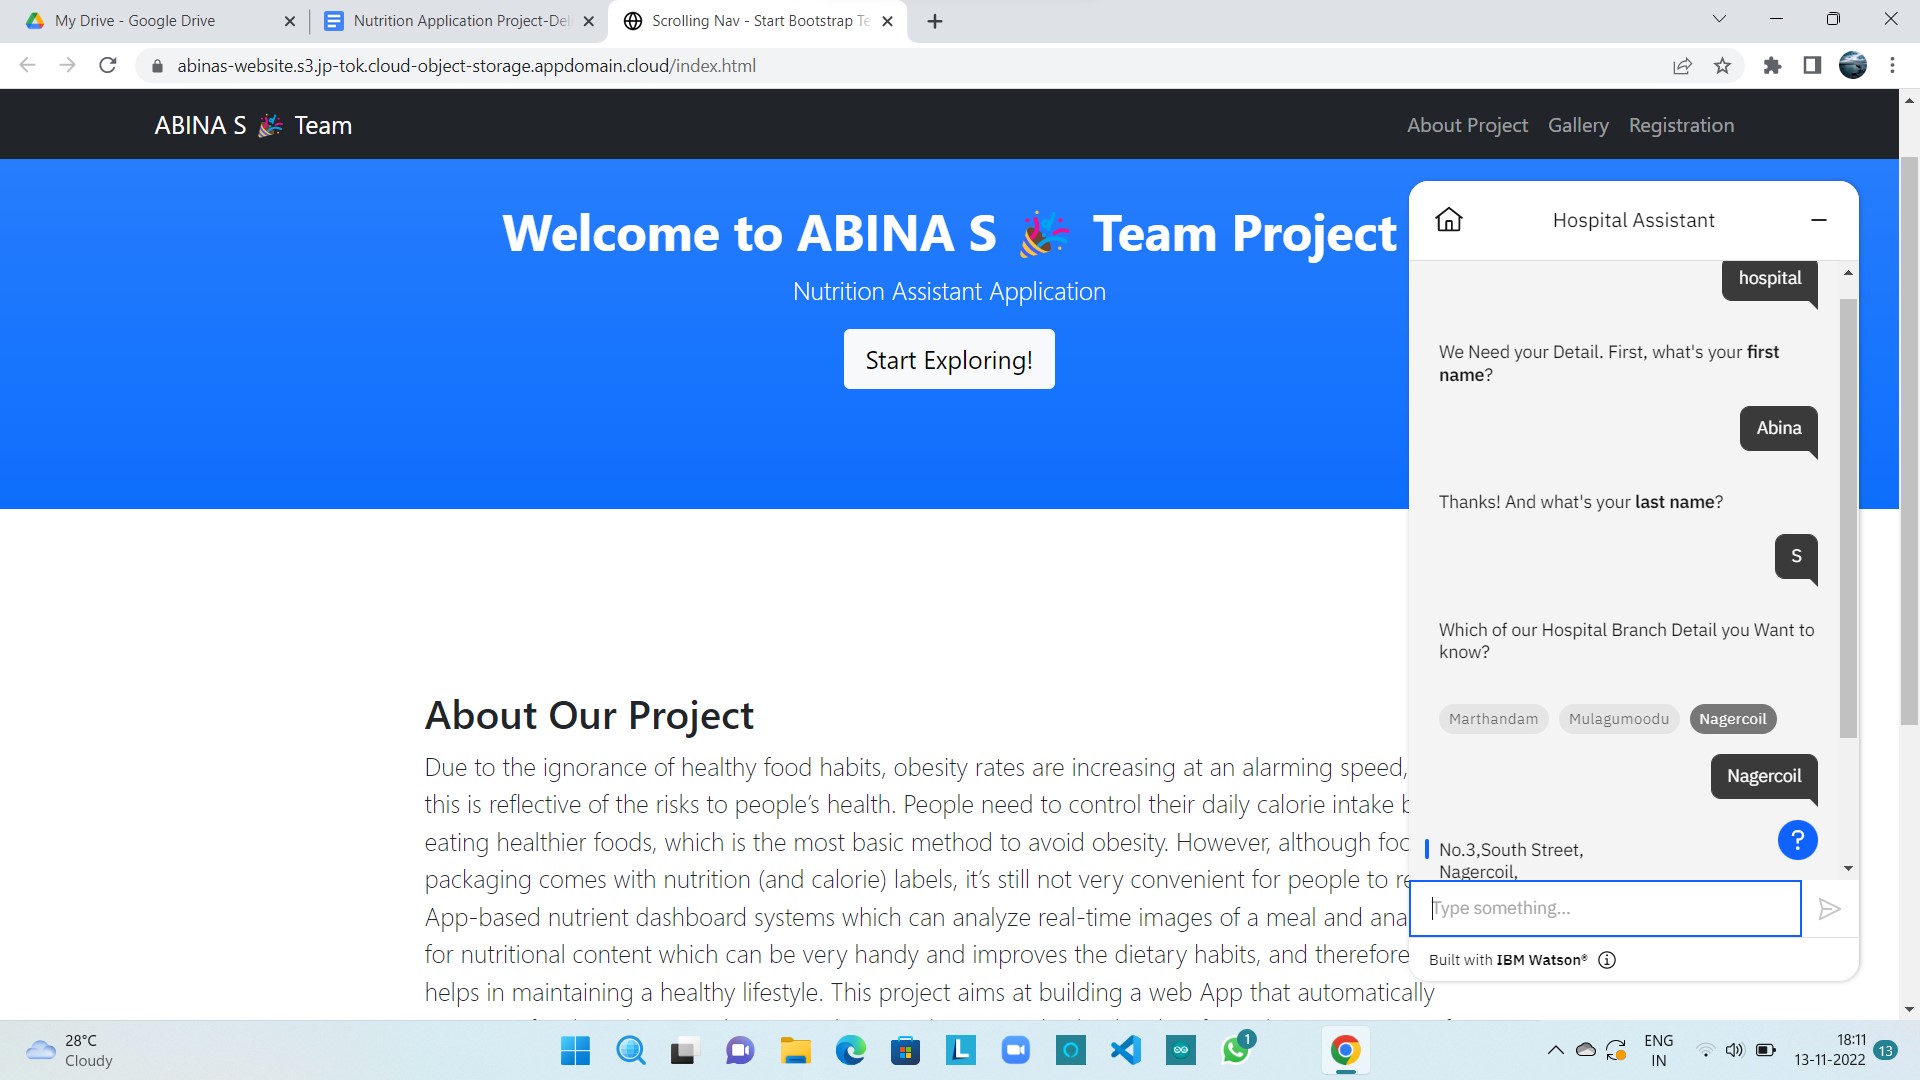 My Drive - Google Drive
Nutrition Application Project-De
Scrolling Nav - Start Bootstrap Te
abinas-website.s3.jp-tok.cloud-object-storage.appdomain.cloud/index.html
ABINA S 🎉 Team
About Project
Gallery
Registration
Welcome to ABINA S 🎉 Team Project
Nutrition Assistant Application
Start Exploring!
About Our Project
Due to the ignorance of healthy food habits, obesity rates are increasing at an alarming speed,
this is reflective of the risks to people’s health. People need to control their daily calorie intake
eating healthier foods, which is the most basic method to avoid obesity. However, although foo
packaging comes with nutrition (and calorie) labels, it’s still not very convenient for people to re
App-based nutrient dashboard systems which can analyze real-time images of a meal and ana
for nutritional content which can be very handy and improves the dietary habits, and therefore
helps in maintaining a healthy lifestyle. This project aims at building a web App that automatically
Hospital Assistant
hospital
We Need your Detail. First, what's your first
name?
Abina
Thanks! And what's your last name?
S
Which of our Hospital Branch Detail you Want to
know?
Marthandam
Mulagumoodu
Nagercoil
Nagercoil
?
No.3,South Street,
Nagercoil,
Type something...
Built with IBM Watson®
28°C
Cloudy
L
1
ENG
IN
18:11
13-11-2022
13